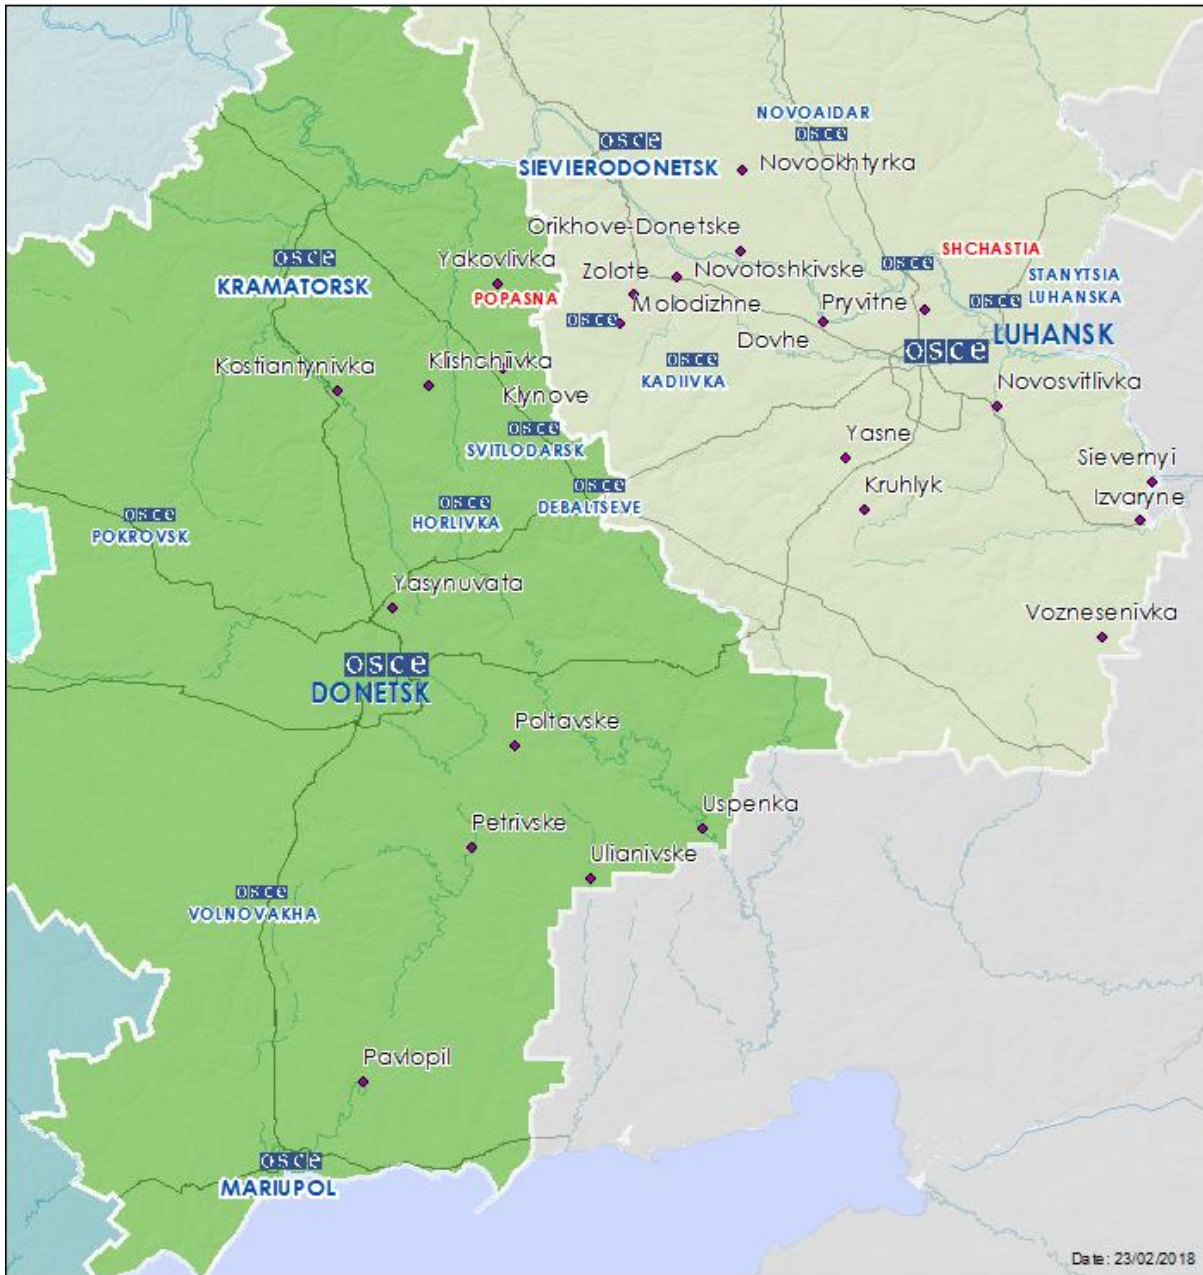 NOVOAIDAR
osce
osce
SIEVIERODONETSK
Novookhtyrka
Orikhove-Donetske
SHCHASTIA
osce
KRAMATORSK
Yakovlivka
POPASNA
Zolote
Novotoshkivske
osce
STANYTSIA
LUHANSKA
osce
Molodizhne
osce
Pryvitne
Dovhe
LUHANSK
osce
Kostiantynivka
Klishchiivka
Klynove
osce
KADIIVKA
Novosvitlivka
osce
SVITLODARSK
Yasne
Sievernyi
osce
POKROVSK
osce
HORLIVKA
osce
DEBALTSEVE
Kruhlyk
Izvaryne
Yasynuvata
Voznesenivka
osce
DONETSK
Poltavske
Petrivske
Uspenka
Ulianivske
osce
VOLNOVAKHA
Pavlopil
osce
MARIUPOL
Date: 23/02/2018